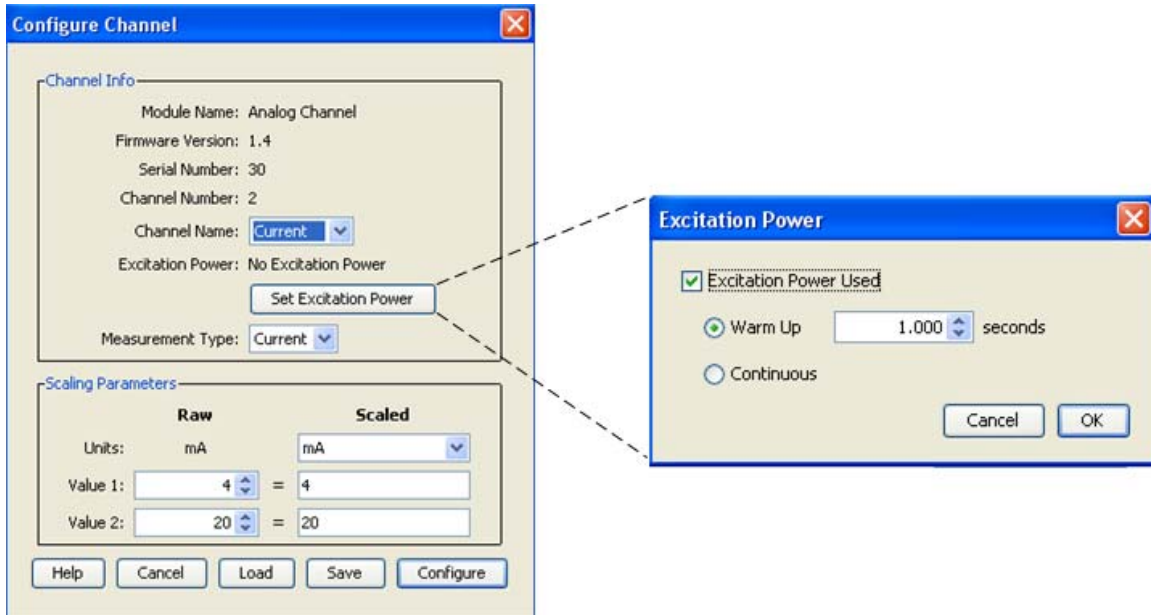 Configure Channel
Channel Info
Module Name: Analog Channel
Firmware Version: 1.4
Serial Number: 30
Channel Number: 2
Channel Name: Current
Excitation Power: No Excitation Power
Set Excitation Power
Measurement Type: Current
Scaling Parameters
Raw Scaled
Units: mA mA
Value 1: 4 = 4
Value 2: 20 = 20
Help Cancel Load Save Configure
Excitation Power
Excitation Power Used
Warm Up 1.000 seconds
Continuous
Cancel OK